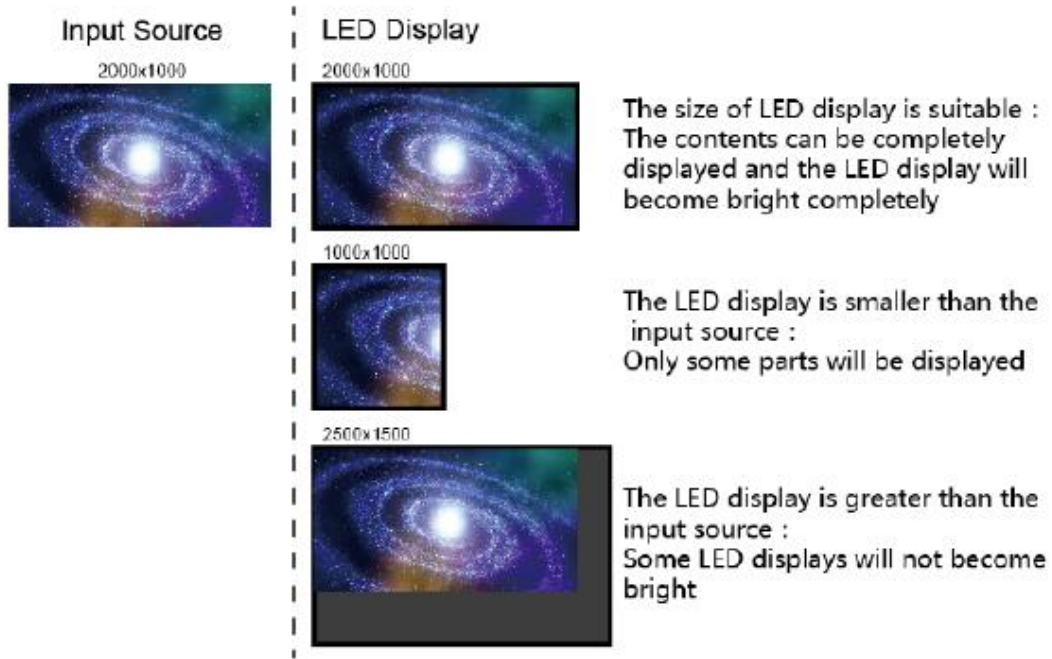 Input Source
LED Display
2000x1000
2000x1000
The size of LED display is suitable :
The contents can be completely
displayed and the LED display will
become bright completely
1000x1000
The LED display is smaller than the
input source :
Only some parts will be displayed
2500x1500
The LED display is greater than the
input source :
Some LED displays will not become
bright